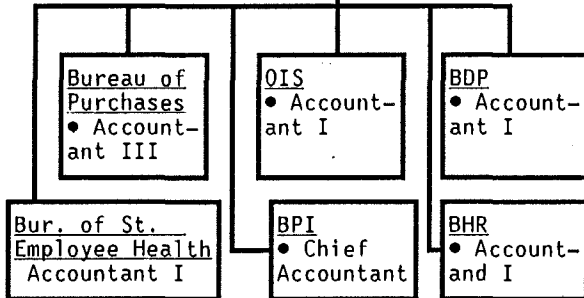 Bureau of
Purchases
• Account-
ant III
OIS
• Account-
ant I
BDP
• Account-
ant I
Bur. of St.
Employee Health
Accountant I
BPI
• Chief
Accountant
BHR
• Account-
and I